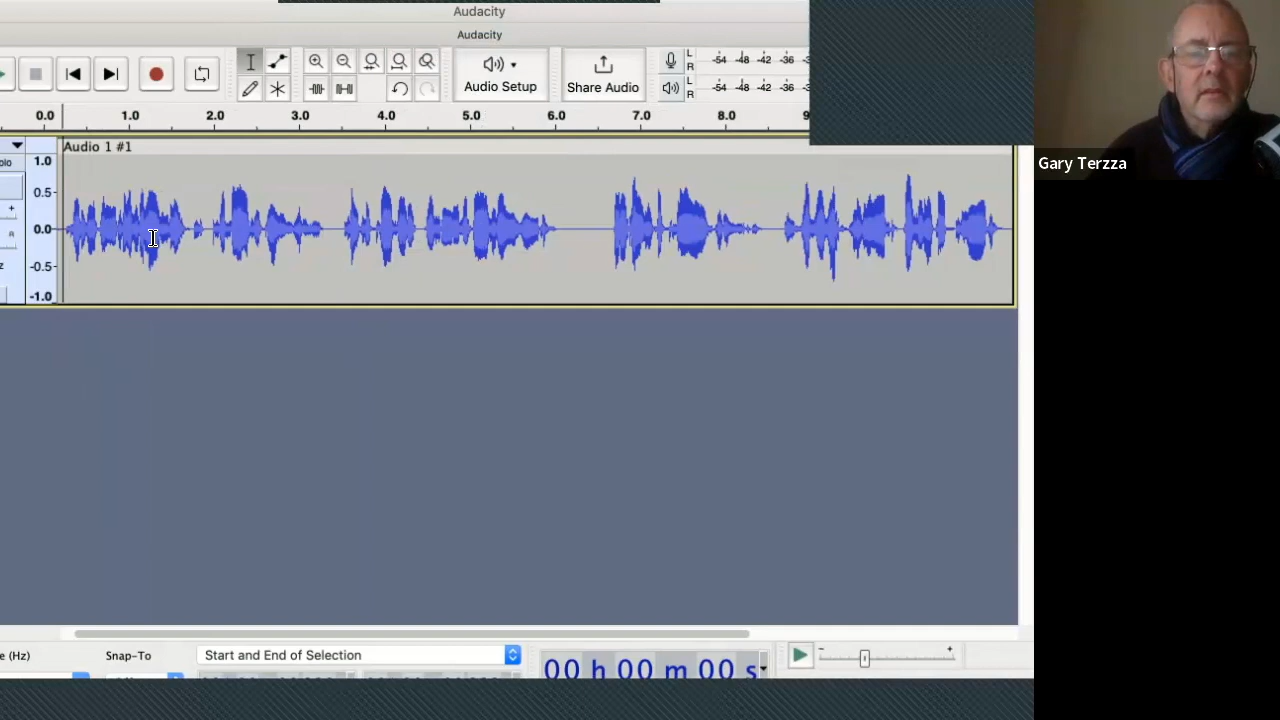 Audacity
Audacity
Audio Setup
Share Audio
L
R
-54 -48 -42 -36
L
R
-54 -48 -42 -36
0.0 1.0 2.0 3.0 4.0 5.0 6.0 7.0 8.0
Audio 1 #1
1.0
0.5
0.0
-0.5
-1.0
Gary Terzza
e (Hz)
Snap-To
Start and End of Selection
00 h 00 m 00 s
- +